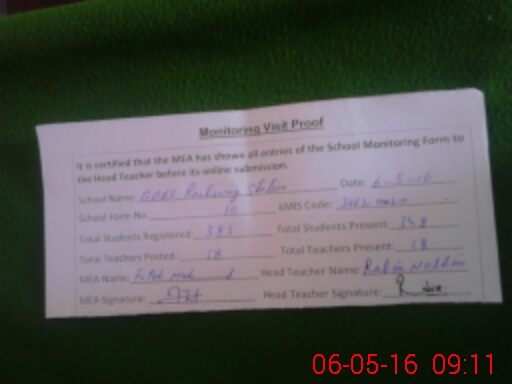 Monitoring Visit Proof
It is certified that the MEA has shown all entries of the School Monitoring Form to
the Head Teacher before its online submission.
School Name: Railway Station Date: 6-5-16
School Form No: EMIS Code:
Total Students Registered: 383 Total Students Present: 348
Total Teachers Posted: 18 Total Teachers Present: 18
MEA Name: Head Teacher Name:
MEA Signature: Head Teacher Signature:
06-05-16 09:11